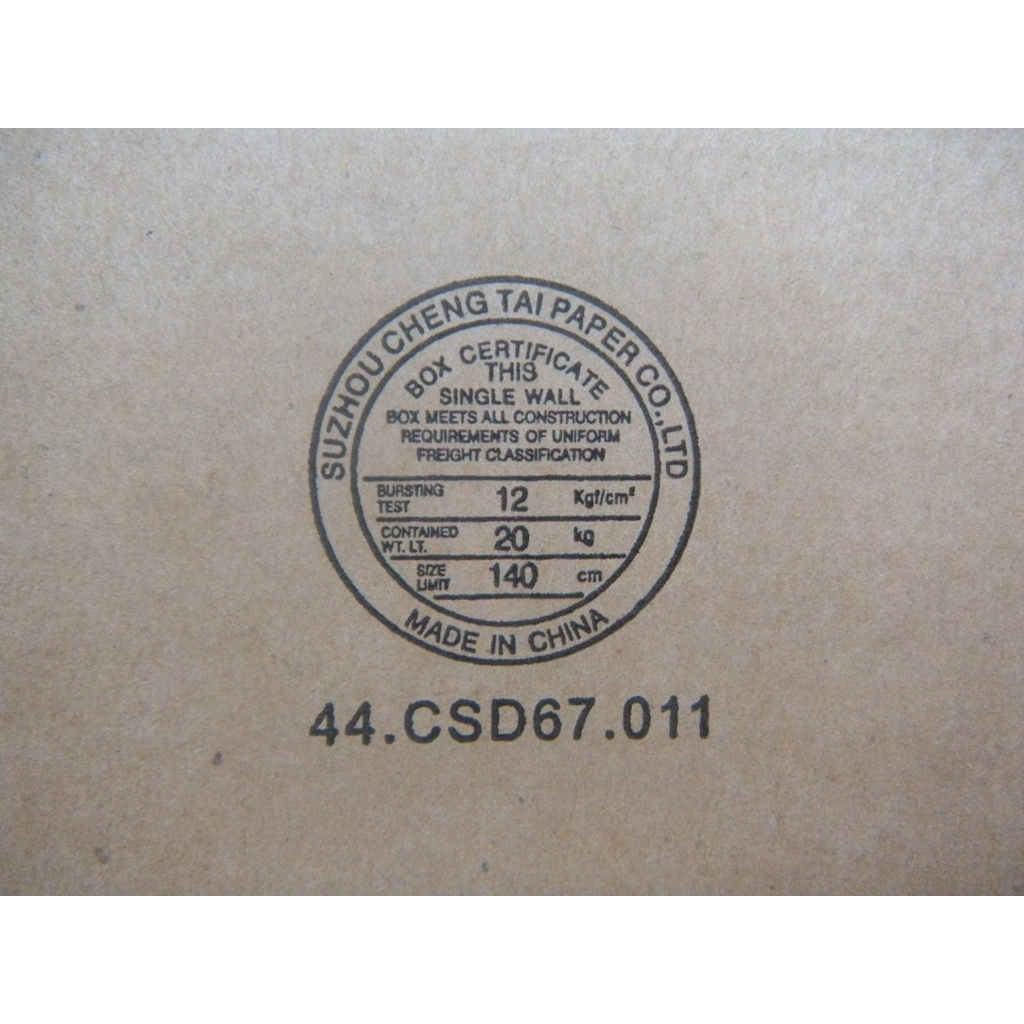 SUZHOU CHENG TAI PAPER CO.,LTD
BOX CERTIFICATE
THIS
SINGLE WALL
BOX MEETS ALL CONSTRUCTION
REQUIREMENTS OF UNIFORM
FREIGHT CLASSIFICATION
BURSTING TEST 12 Kgf/cm²
CONTAINED WT. LT. 20 kg
SIZE LIMIT 140 cm
MADE IN CHINA
44.CSD67.011